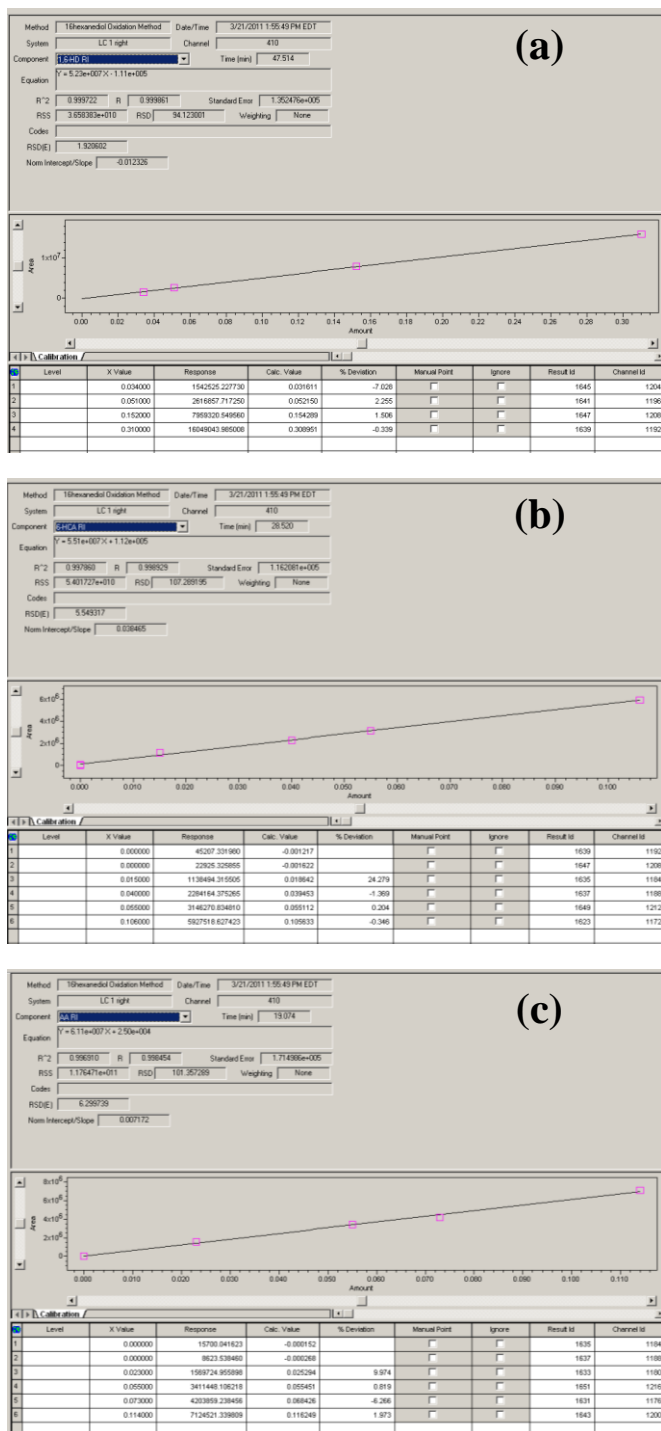 (a)
Method 16hexanediol Oxidation Method Date/Time 3/21/2011 1:55:49 PM EDT
System LC 1 right Channel 410
Component 1,6-HD RI Time (min) 47.514
Equation Y = 5.23e+007 X - 1.11e+005
R^2 0.999722 R 0.999861 Standard Error 1.352476e+005
RSS 3.658383e+010 RSD 94.123801 Weighting None
Codes
RSD(E) 1.920602
Norm Intercept/Slope -0.012326
Area
1x10^7
0
0.00 0.02 0.04 0.06 0.08 0.10 0.12 0.14 0.16 0.18 0.20 0.22 0.24 0.26 0.28 0.30
Amount
Calibration
Level X Value Response Calc. Value % Deviation Manual Point Ignore Result Id Channel Id
1 0.034000 1542525.227730 0.031611 -7.028 1645 1204
2 0.051000 2616857.717250 0.052150 2.255 1641 1196
3 0.152000 7959320.549560 0.154289 1.506 1647 1208
4 0.310000 16049043.985008 0.308951 -0.339 1639 1192
(b)
Method 16hexanediol Oxidation Method Date/Time 3/21/2011 1:55:49 PM EDT
System LC 1 right Channel 410
Component 6-HCA RI Time (min) 28.520
Equation Y = 5.51e+007 X + 1.12e+005
R^2 0.997860 R 0.998929 Standard Error 1.162081e+005
RSS 5.401727e+010 RSD 107.289195 Weighting None
Codes
RSD(E) 5.549317
Norm Intercept/Slope 0.038465
Area
6x10^6
4x10^6
2x10^6
0
0.000 0.010 0.020 0.030 0.040 0.050 0.060 0.070 0.080 0.090 0.100
Amount
Calibration
Level X Value Response Calc. Value % Deviation Manual Point Ignore Result Id Channel Id
1 0.000000 45207.331980 -0.001217 1639 1192
2 0.000000 22925.325855 -0.001622 1647 1208
3 0.015000 1138494.315505 0.018642 24.279 1635 1184
4 0.040000 2284164.375265 0.039453 -1.369 1637 1188
5 0.055000 3146270.834810 0.055112 0.204 1649 1212
6 0.106000 5927518.627423 0.105633 -0.346 1623 1172
(c)
Method 16hexanediol Oxidation Method Date/Time 3/21/2011 1:55:49 PM EDT
System LC 1 right Channel 410
Component AA RI Time (min) 19.074
Equation Y = 6.11e+007 X + 2.50e+004
R^2 0.996910 R 0.998454 Standard Error 1.714986e+005
RSS 1.176471e+011 RSD 101.357289 Weighting None
Codes
RSD(E) 6.299739
Norm Intercept/Slope 0.007172
Area
8x10^6
6x10^6
4x10^6
2x10^6
0
0.000 0.010 0.020 0.030 0.040 0.050 0.060 0.070 0.080 0.090 0.100 0.110
Amount
Calibration
Level X Value Response Calc. Value % Deviation Manual Point Ignore Result Id Channel Id
1 0.000000 15700.041623 -0.000152 1635 1184
2 0.000000 8623.538460 -0.000268 1637 1188
3 0.023000 1569724.955898 0.025294 9.974 1633 1180
4 0.055000 3411448.106218 0.055451 0.819 1651 1216
5 0.073000 4203859.238456 0.068426 -6.266 1631 1176
6 0.114000 7124521.339809 0.116249 1.973 1643 1200